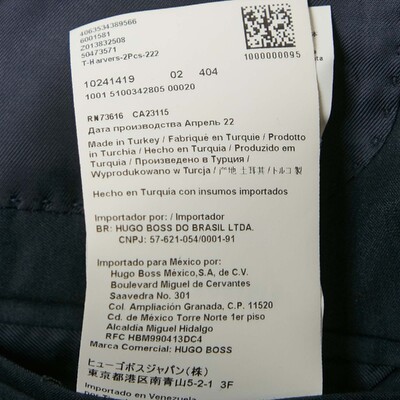 4063534389566
6001581
2013832508
50473571
T-Harvers-2Pcs-222
1000000095
10241419 02 404
1001 5100342805 00020
RN73616 CA23115
Дата производства Апрель 22
Made in Turkey / Fabriqué en Turquie / Prodotto
in Turchia / Hecho en Turquia / Produzido em
Turquia / Произведено в Турция /
Wyprodukowano w Turcja / 产地 土耳其 / トルコ 製
Hecho en Turquia con insumos importados
Importador por: / Importador
BR: HUGO BOSS DO BRASIL LTDA.
CNPJ: 57-621-054/0001-91
Importado para México por:
Hugo Boss México,S.A, de C.V.
Boulevard Miguel de Cervantes
Saavedra No. 301
Col. Ampliación Granada, C.P. 11520
Cd. de México Torre Norte 1er piso
Alcaldía Miguel Hidalgo
RFC HBM990413DC4
Marca Comercial: HUGO BOSS
ヒューゴボスジャパン(株)
東京都港区南青山5-2-1 3F
Importado en Venezuela